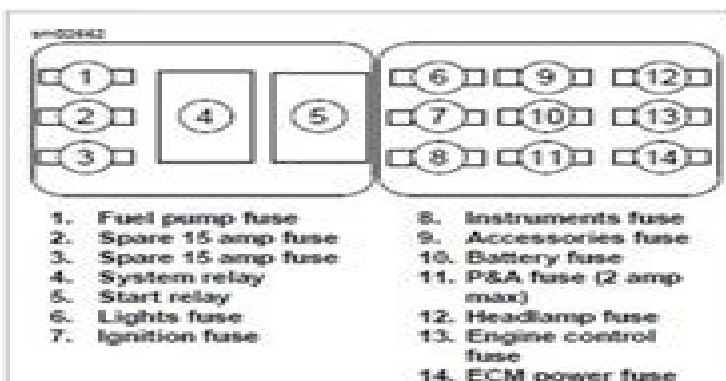 sm02662
1
2
3
4
5
6
9
12
7
10
13
8
11
14
1. Fuel pump fuse
2. Spare 15 amp fuse
3. Spare 15 amp fuse
4. System relay
5. Start relay
6. Lights fuse
7. Ignition fuse
8. Instruments fuse
9. Accessories fuse
10. Battery fuse
11. P&A fuse (2 amp
max)
12. Headlamp fuse
13. Engine control
fuse
14. ECM power fuse